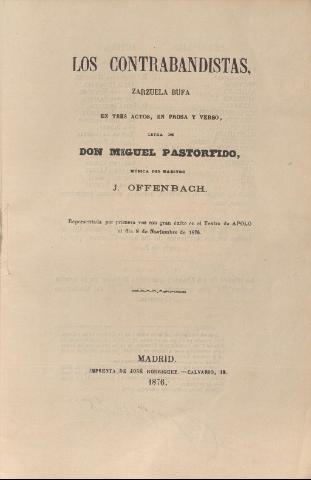 LOS CONTRABANDISTAS,
ZARZUELA BUFA
EN TRES ACTOS, EN PROSA Y VERSO,
LETRA DE
DON MIGUEL PASTORFIDO,
MÚSICA DEL MAESTRO
J. OFFENBACH.
Representada por primera vez con gran éxito en el Teatro de APOLO
el dia 8 de Noviembre de 1876.
MADRID.
IMPRENTA DE JOSÉ RODRIGUEZ.—CALVARIO, 18.
1876.